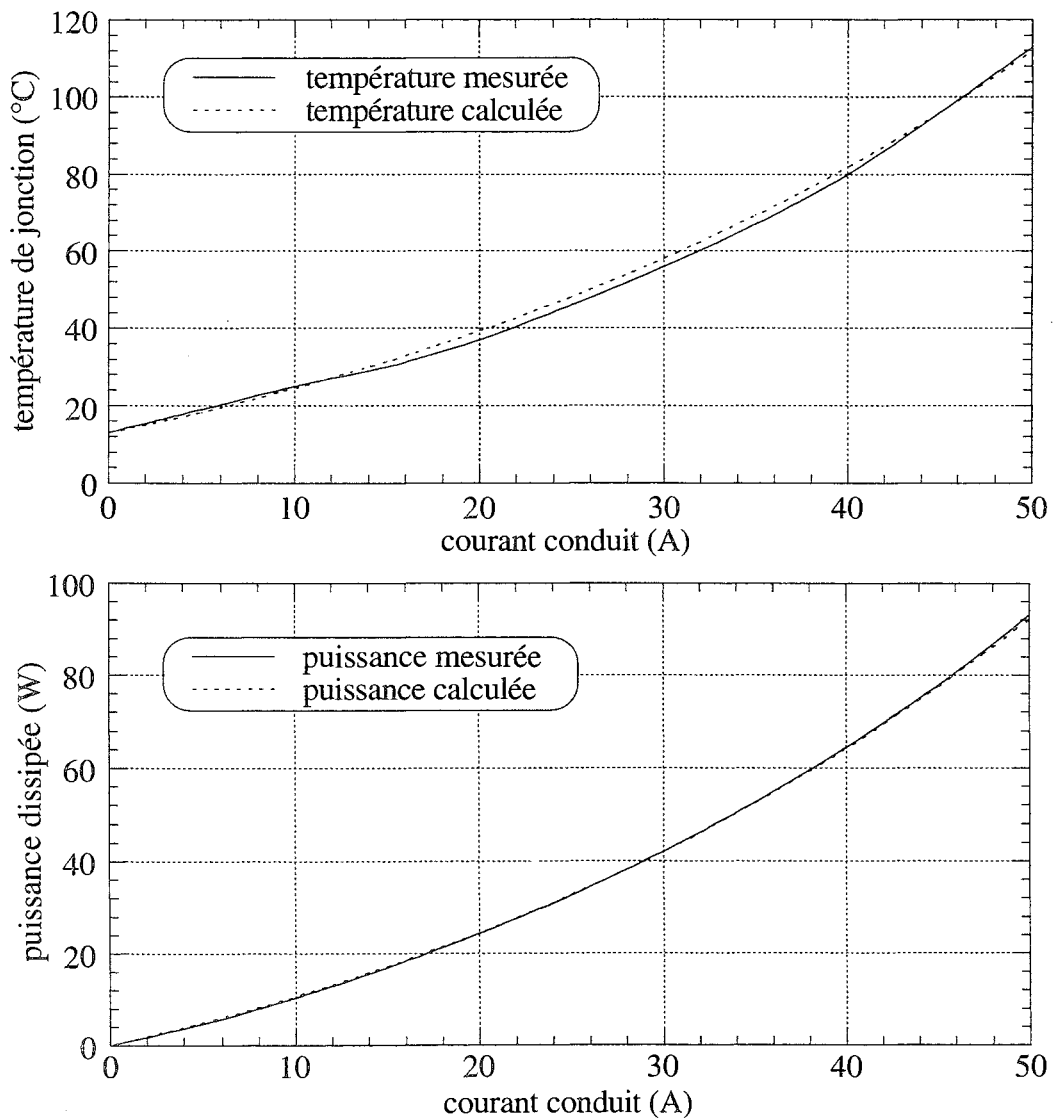 120
100
80
60
40
20
0
température de jonction (°C)
température mesurée
température calculée
0 10 20 30 40 50
courant conduit (A)
100
80
60
40
20
0
puissance dissipée (W)
puissance mesurée
puissance calculée
0 10 20 30 40 50
courant conduit (A)